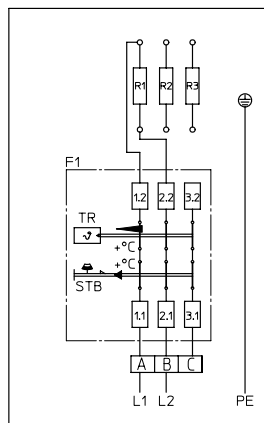 R1 R2 R3
F1
1.2 2.2 3.2
TR
ϑ
+°C
+°C
STB
1.1 2.1 3.1
A B C
L1 L2 PE